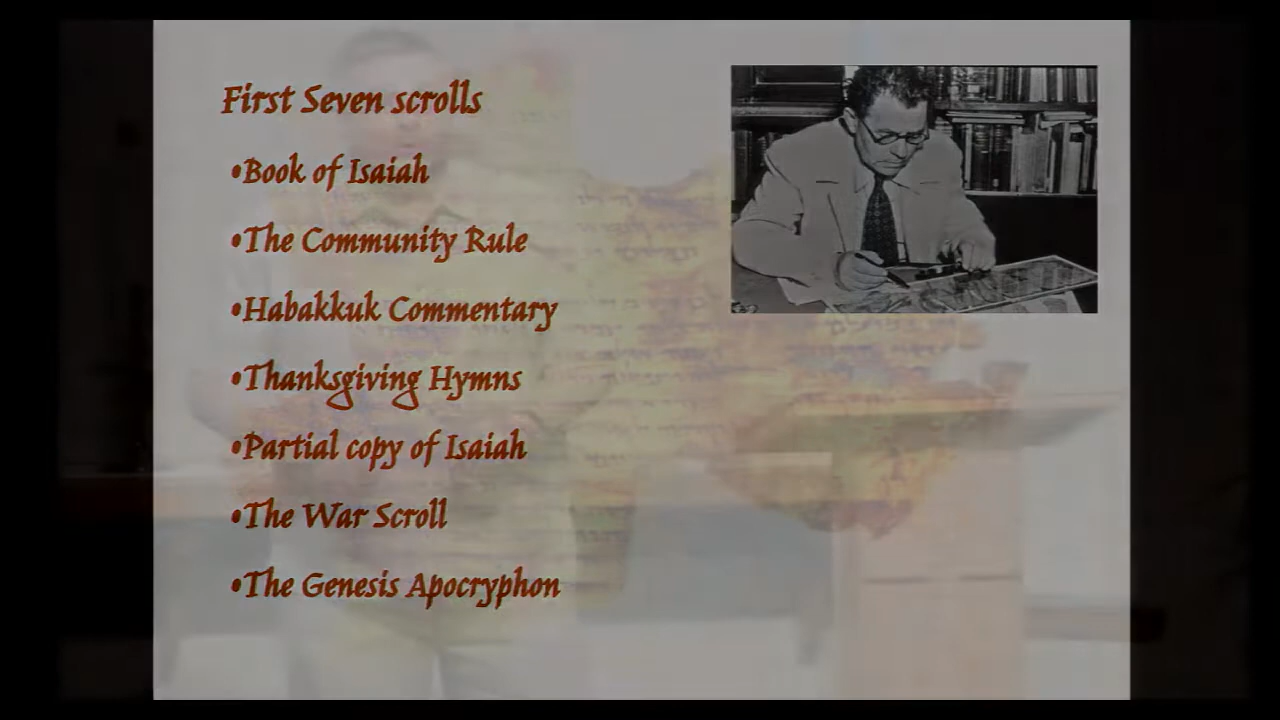 First Seven scrolls
•Book of Isaiah
•The Community Rule
•Habakkuk Commentary
•Thanksgiving Hymns
•Partial copy of Isaiah
•The War Scroll
•The Genesis Apocryphon